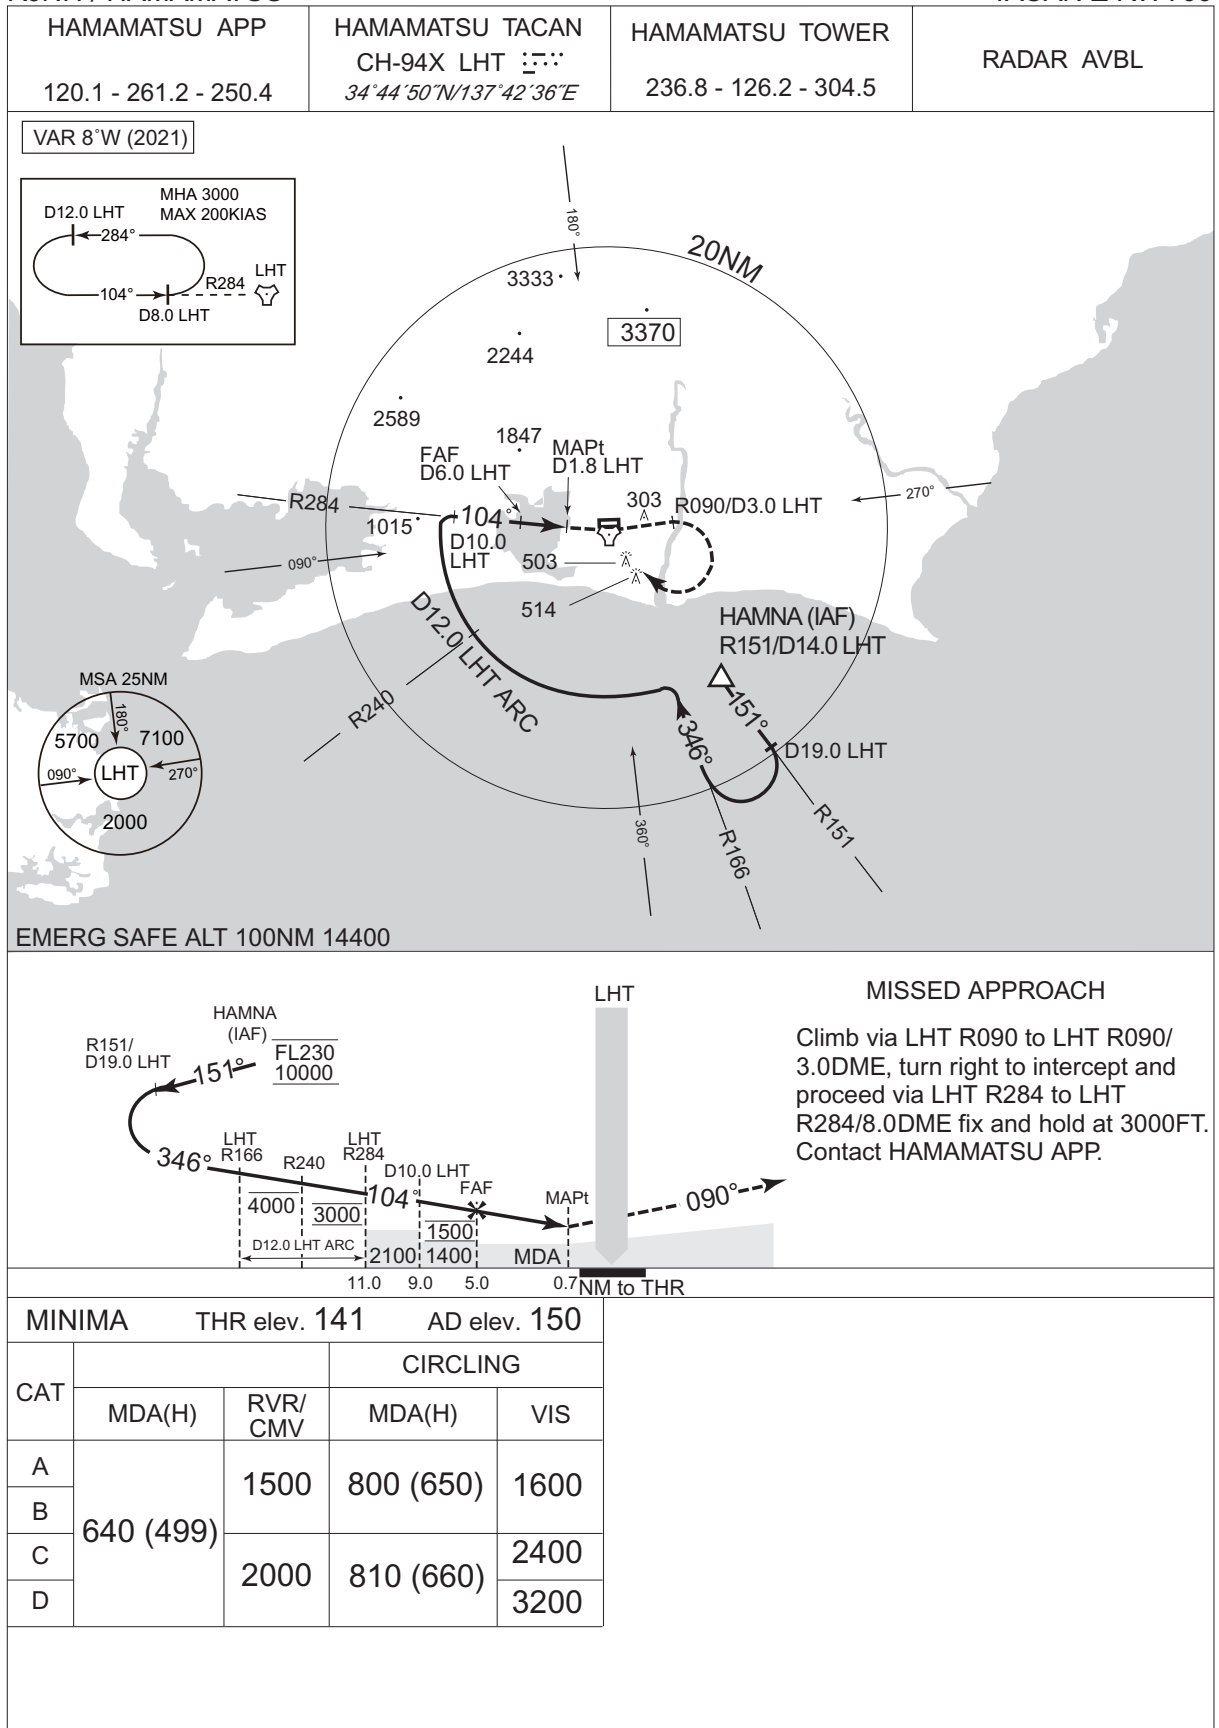 HAMAMATSU APP
120.1 - 261.2 - 250.4
HAMAMATSU TACAN
CH-94X LHT
34°44´50˝N/137°42´36˝E
HAMAMATSU TOWER
236.8 - 126.2 - 304.5
RADAR AVBL
VAR 8°W (2021)
MHA 3000
MAX 200KIAS
D12.0 LHT
284°
LHT
R284
104°
D8.0 LHT
180°
20NM
3333
3370
2244
2589
1847
FAF
D6.0 LHT
MAPt
D1.8 LHT
R284
303
R090/D3.0 LHT
270°
1015
104°
D10.0
LHT
090°
503
514
D12.0 LHT ARC
HAMNA (IAF)
R151/D14.0 LHT
R240
151°
346°
D19.0 LHT
R151
R166
360°
MSA 25NM
180°
5700
7100
090°
LHT
270°
2000
EMERG SAFE ALT 100NM 14400
LHT
MISSED APPROACH
Climb via LHT R090 to LHT R090/
3.0DME, turn right to intercept and
proceed via LHT R284 to LHT
R284/8.0DME fix and hold at 3000FT.
Contact HAMAMATSU APP.
HAMNA
(IAF)
R151/
D19.0 LHT
151°
FL230
10000
346°
LHT
R166
R240
LHT
R284
104°
D10.0 LHT
FAF
MAPt
090°
4000
3000
1500
D12.0 LHT ARC
2100
1400
MDA
11.0
9.0
5.0
0.7
NM to THR
MINIMA THR elev. 141 AD elev. 150
CAT
CIRCLING
MDA(H)
RVR/
CMV
MDA(H)
VIS
A
B
C
D
640 (499)
1500
2000
800 (650)
810 (660)
1600
2400
3200